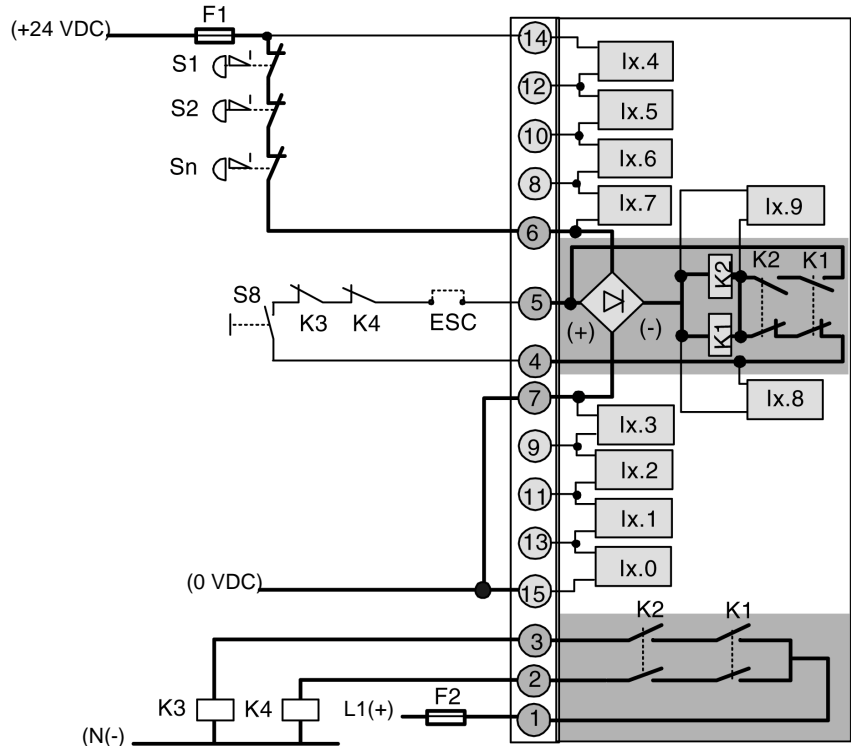 (+24 VDC) F1
14
Ix.4
S1
12
Ix.5
S2
10
Ix.6
Sn
8
Ix.7
6
Ix.9
K2 K1
K2
S8
K3 K4 ESC
5
(+) (-)
K1
4
7
Ix.8
Ix.3
9
Ix.2
11
Ix.1
13
Ix.0
(0 VDC)
15
K2 K1
3
2
K3 K4
L1(+) F2
1
(N(-)